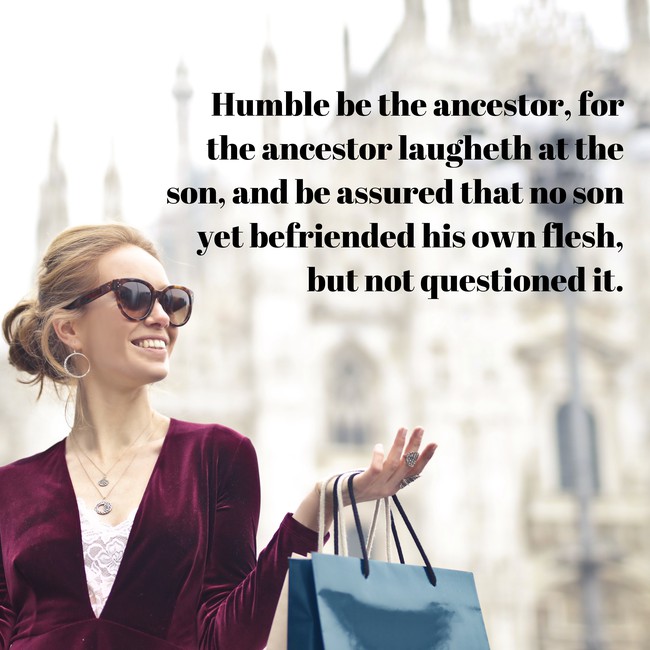 Humble be the ancestor, for
the ancestor laugheth at the
son, and be assured that no son
yet befriended his own flesh,
but not questioned it.